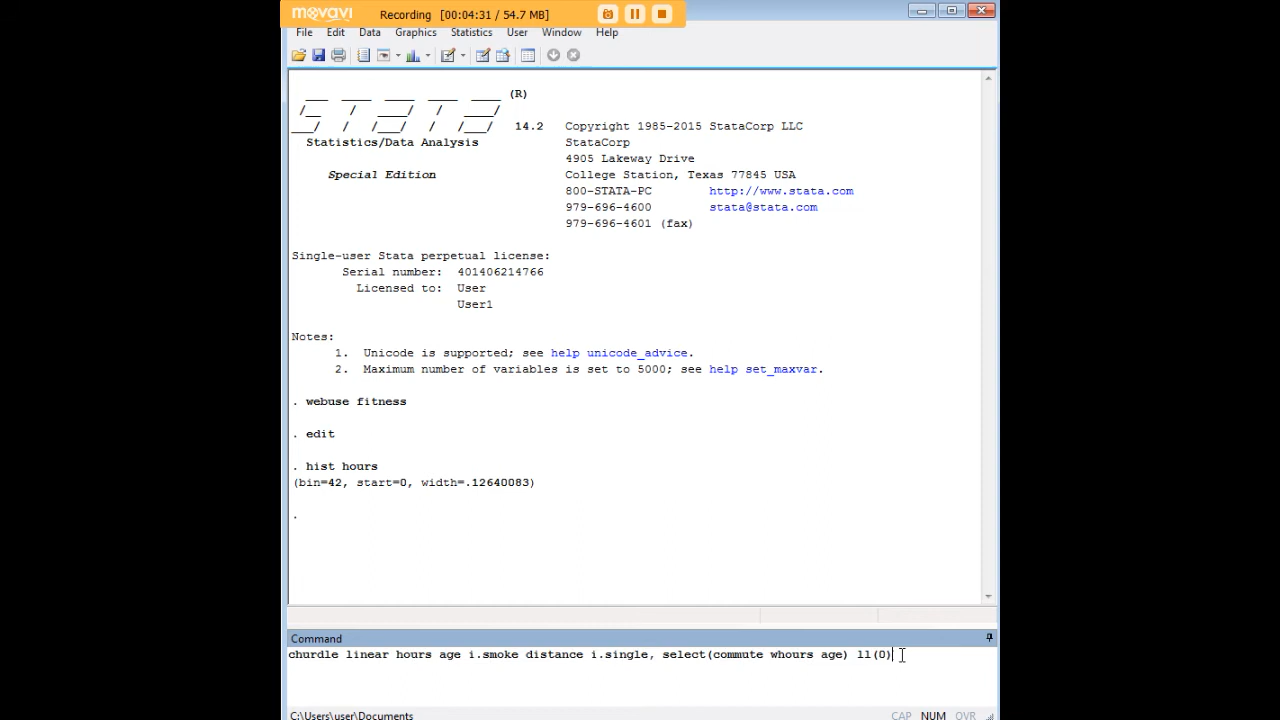 movavi Recording [00:04:31 / 54.7 MB]
File Edit Data Graphics Statistics User Window Help
(R)
14.2 Copyright 1985-2015 StataCorp LLC
Statistics/Data Analysis StataCorp
4905 Lakeway Drive
Special Edition College Station, Texas 77845 USA
800-STATA-PC http://www.stata.com
979-696-4600 stata@stata.com
979-696-4601 (fax)
Single-user Stata perpetual license:
Serial number: 401406214766
Licensed to: User
User1
Notes:
1. Unicode is supported; see help unicode_advice.
2. Maximum number of variables is set to 5000; see help set_maxvar.
. webuse fitness
. edit
. hist hours
(bin=42, start=0, width=.12640083)
.
Command
churdle linear hours age i.smoke distance i.single, select(commute whours age) ll(0)
C:\Users\user\Documents CAP NUM OVR